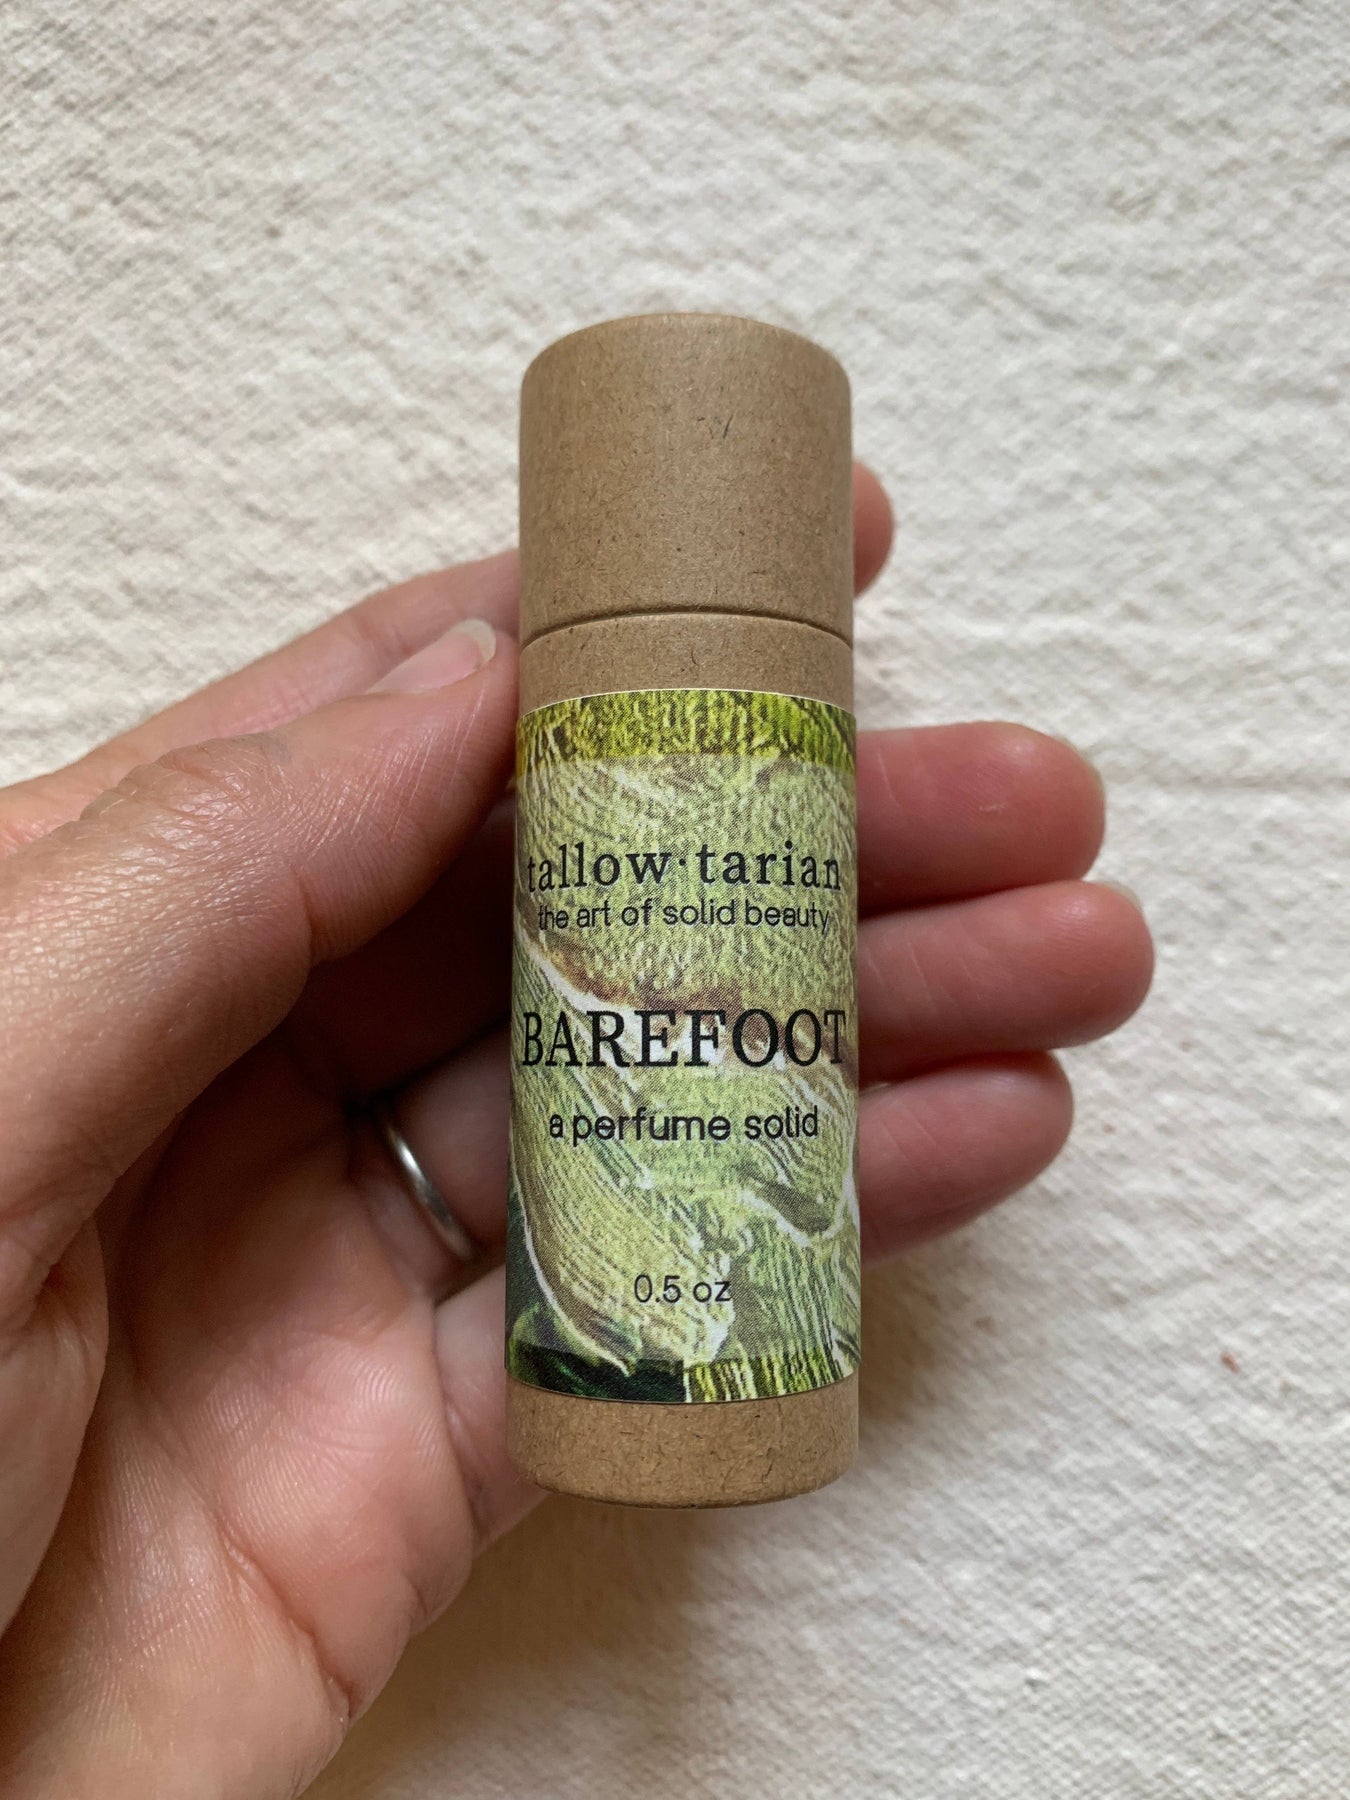 tallow·tarian
the art of solid beauty
BAREFOOT
a perfume solid
0.5 oz